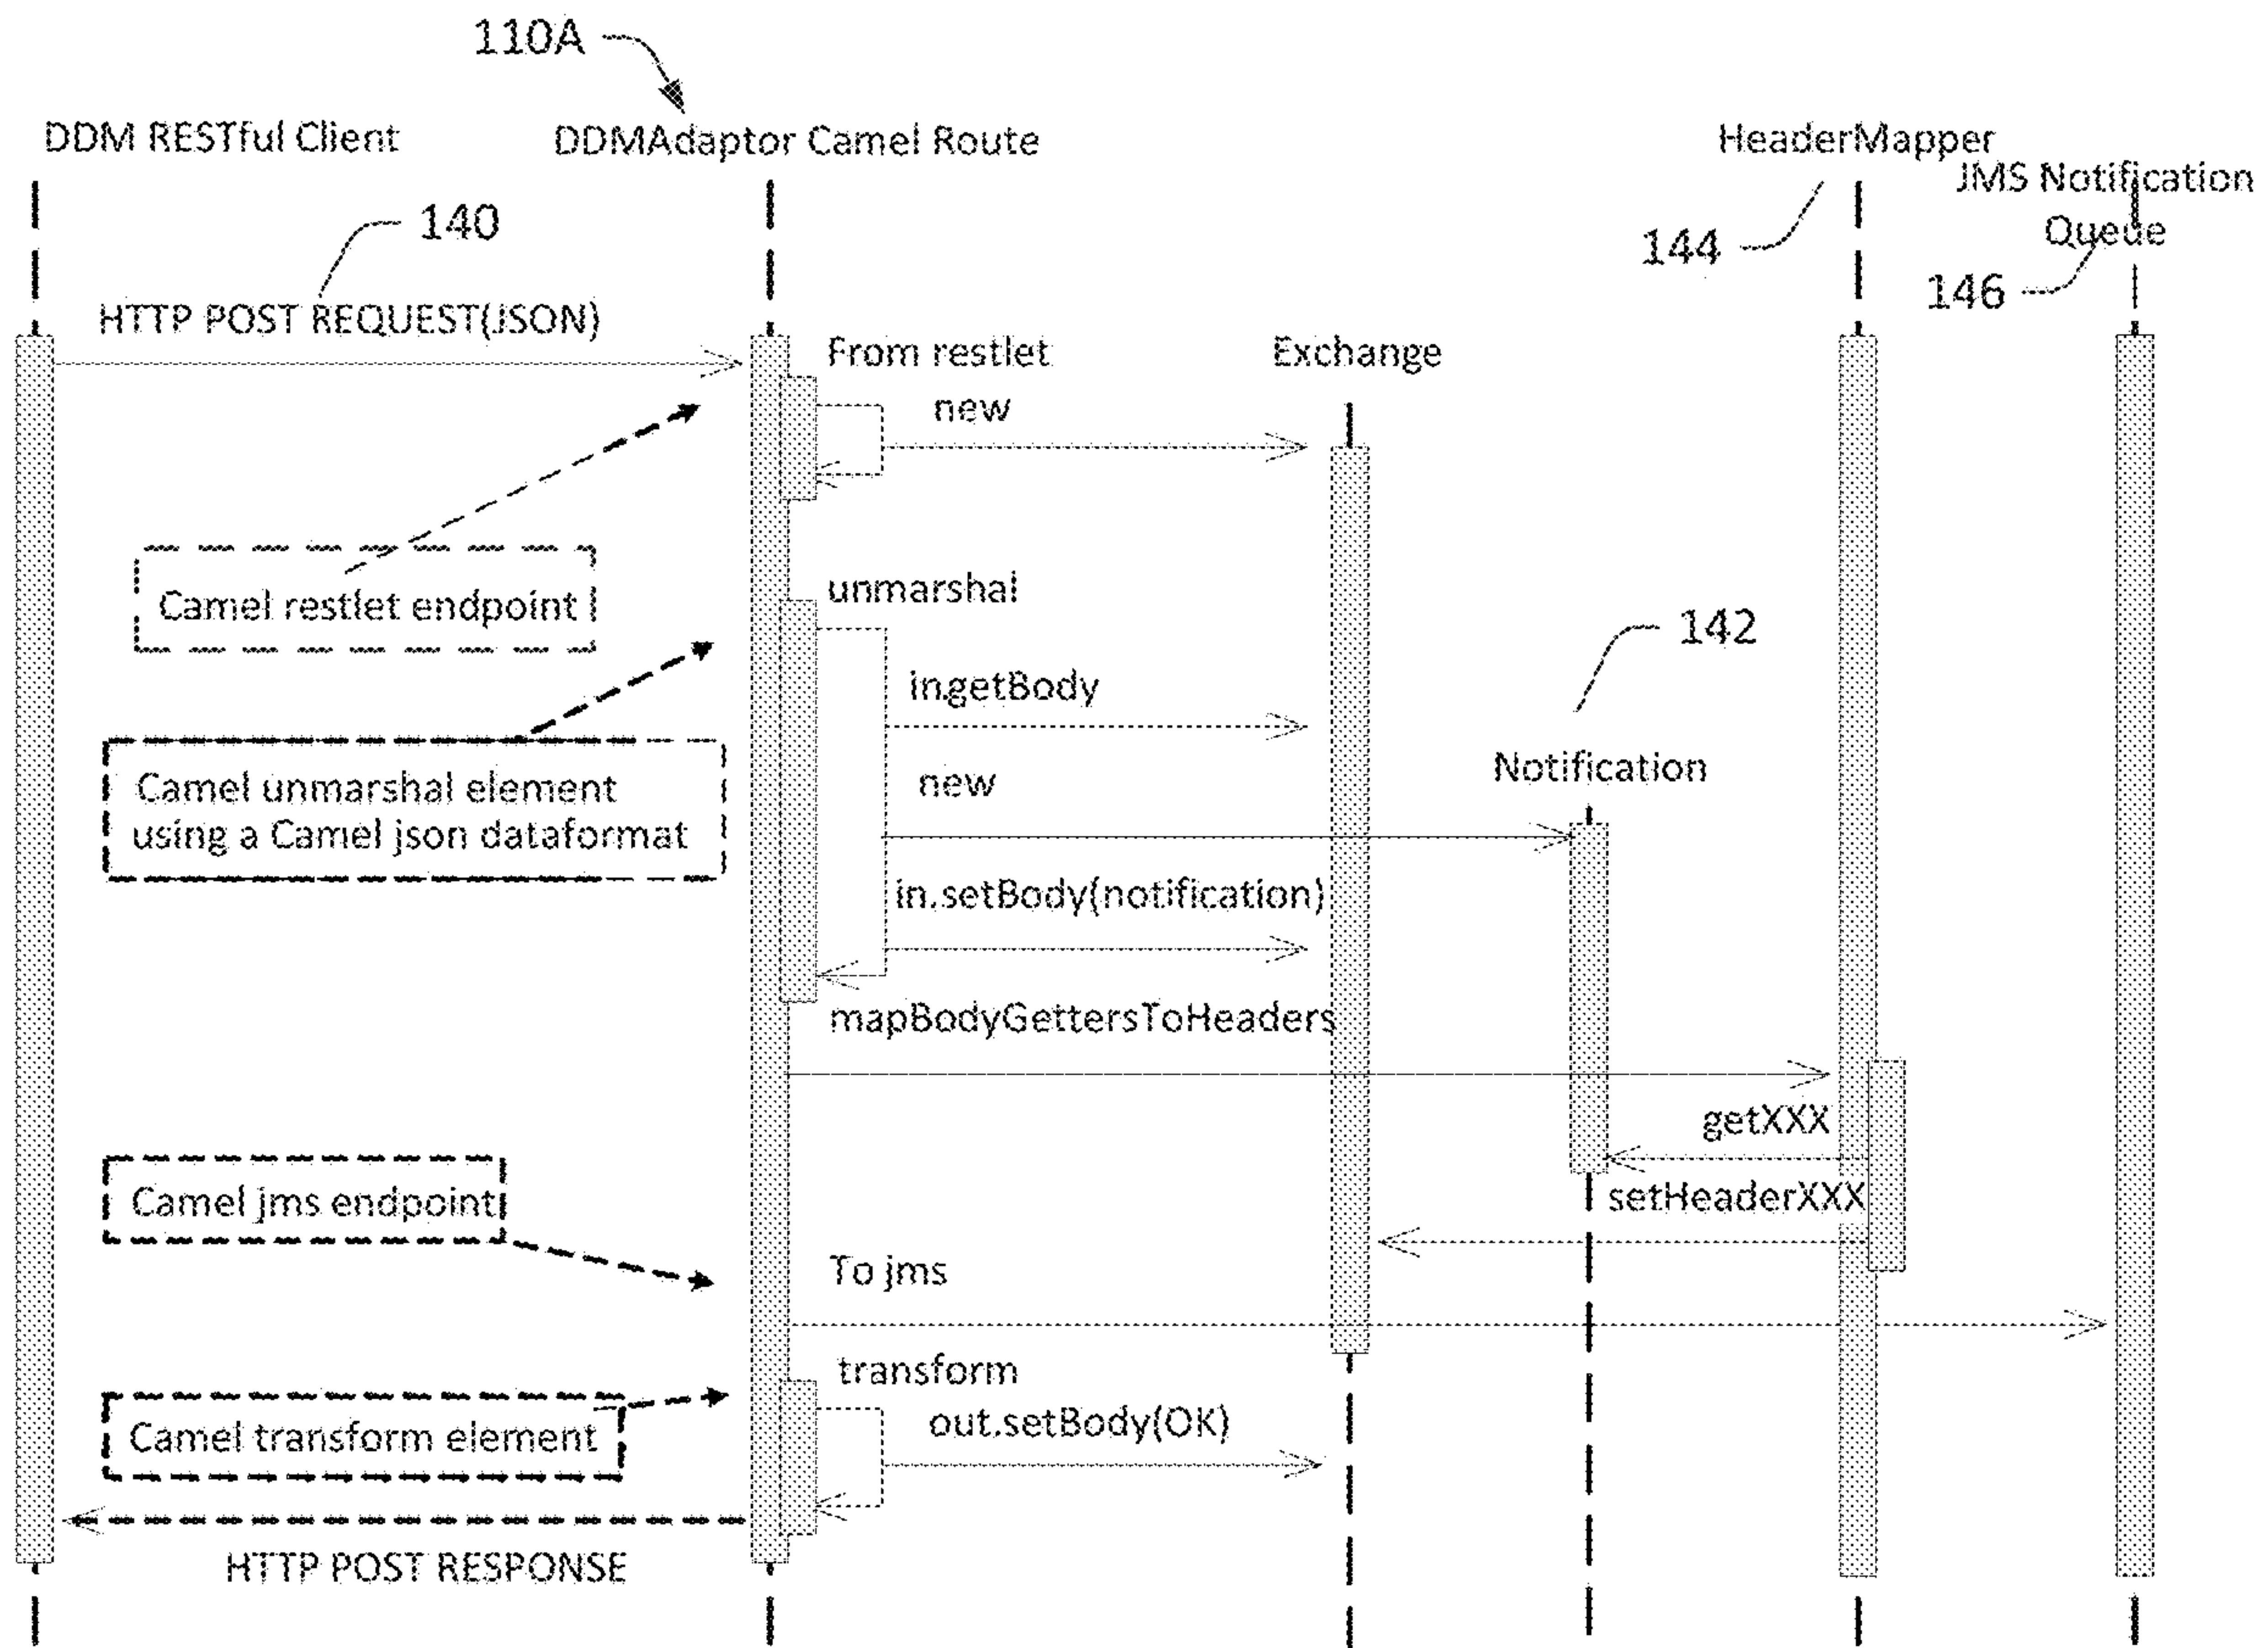 110A
DDM RESTful Client
DDMAdaptor Camel Route
HeaderMapper
JMS Notification
Queue
140
144
146
HTTP POST REQUEST(JSON)
From restlet
Exchange
new
Camel restlet endpoint
unmarshal
142
in.getBody
Notification
new
Camel unmarshal element
using a Camel json dataformat
in.setBody(notification)
mapBodyGettersToHeaders
getXXX
setHeaderXXX
Camel jms endpoint
To jms
transform
out.setBody(OK)
Camel transform element
HTTP POST RESPONSE